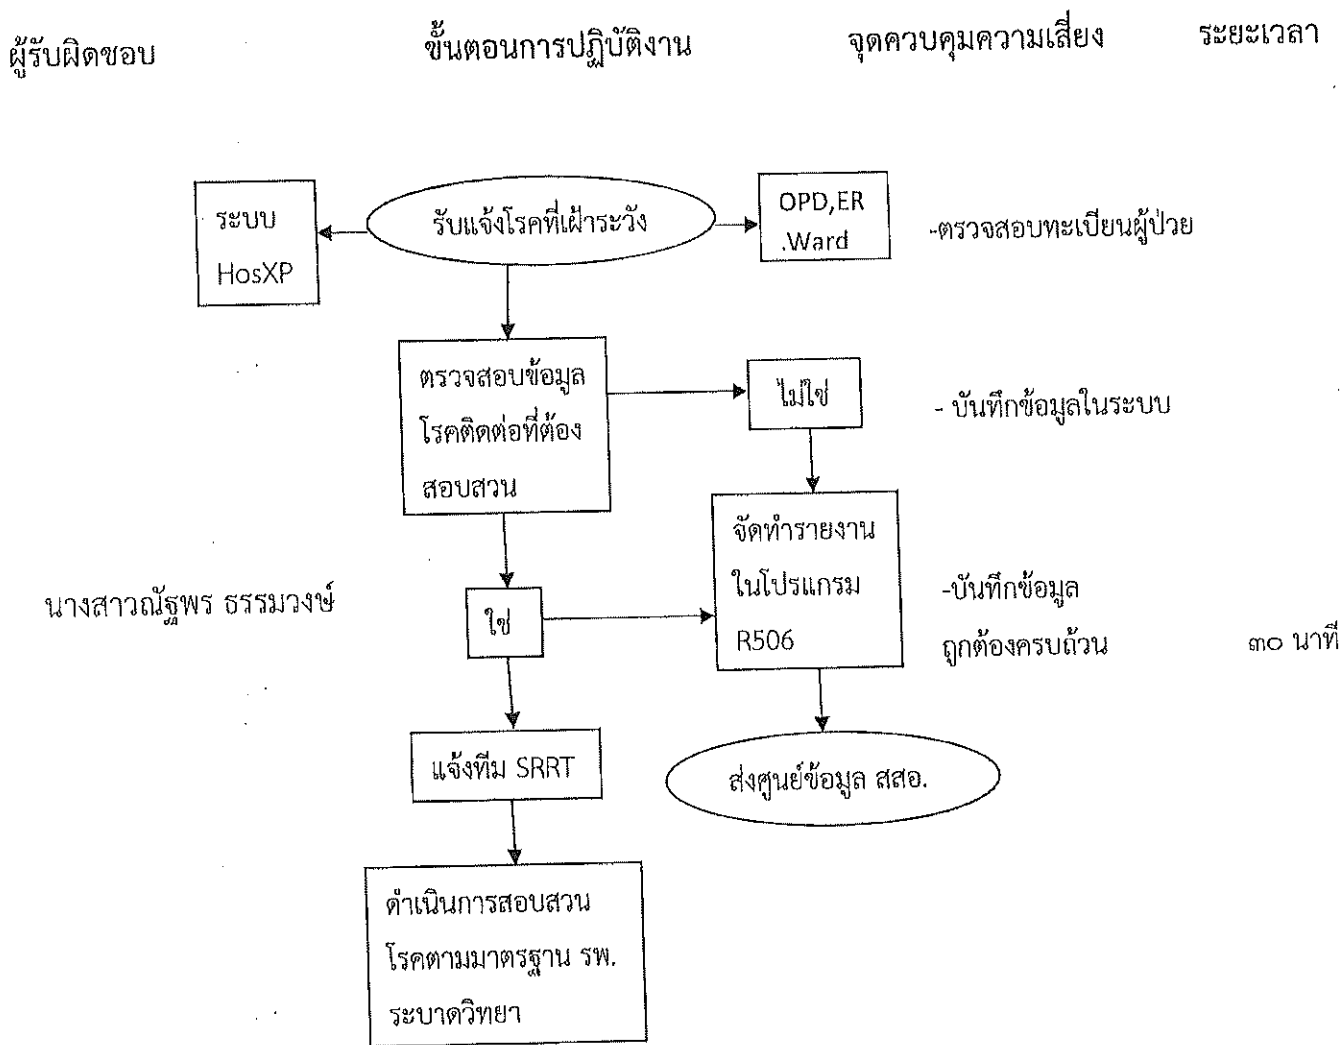 ผู้รับผิดชอบ ขั้นตอนการปฏิบัติงาน จุดควบคุมความเสี่ยง ระยะเวลา
ระบบ
HosXP
รับแจ้งโรคที่เฝ้าระวัง
OPD,ER
.Ward
-ตรวจสอบทะเบียนผู้ป่วย
ตรวจสอบข้อมูล
โรคติดต่อที่ต้อง
สอบสวน
ไม่ใช่
- บันทึกข้อมูลในระบบ
นางสาวณัฐพร ธรรมวงษ์
ใช่
จัดทำรายงาน
ในโปรแกรม
R506
-บันทึกข้อมูล
ถูกต้องครบถ้วน
๓๐ นาที
แจ้งทีม SRRT
ส่งศูนย์ข้อมูล สสอ.
ดำเนินการสอบสวน
โรคตามมาตรฐาน รพ.
ระบาดวิทยา